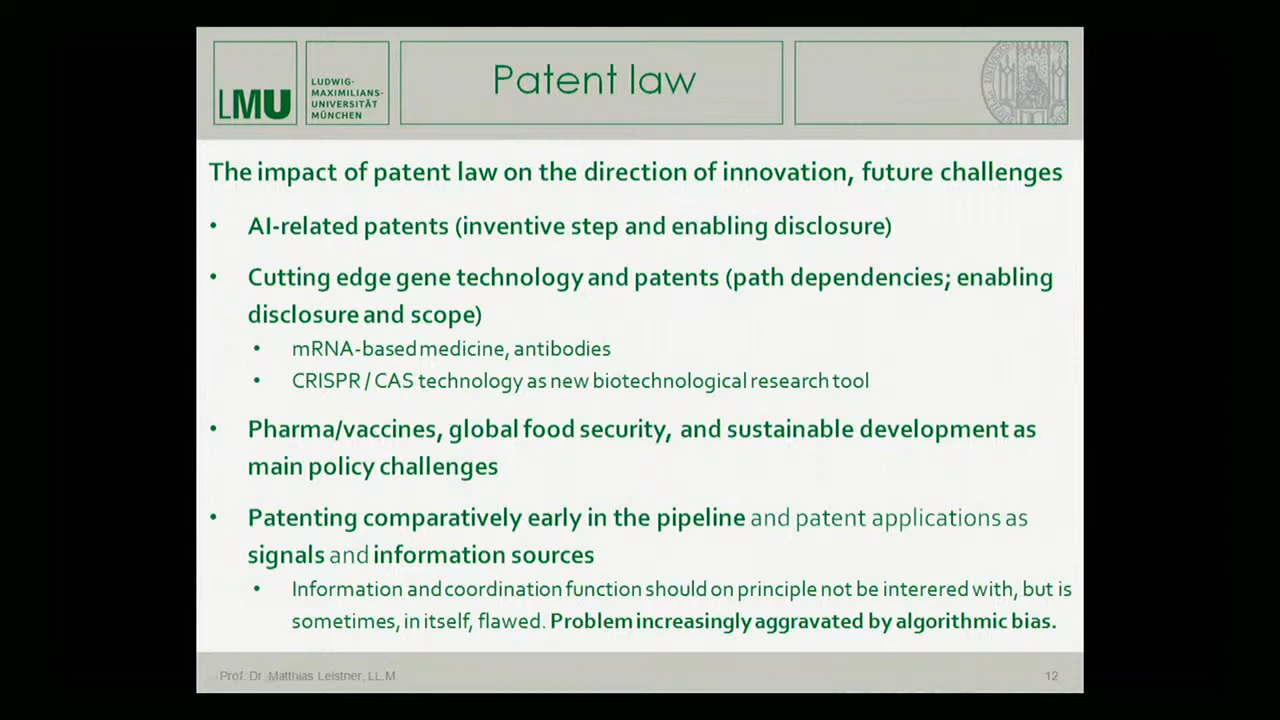 LMU
LUDWIG-
MAXIMILIANS-
UNIVERSITÄT
MÜNCHEN
Patent law
The impact of patent law on the direction of innovation, future challenges
• AI-related patents (inventive step and enabling disclosure)
• Cutting edge gene technology and patents (path dependencies; enabling
disclosure and scope)
• mRNA-based medicine, antibodies
• CRISPR / CAS technology as new biotechnological research tool
• Pharma/vaccines, global food security, and sustainable development as
main policy challenges
• Patenting comparatively early in the pipeline and patent applications as
signals and information sources
• Information and coordination function should on principle not be interered with, but is
sometimes, in itself, flawed. Problem increasingly aggravated by algorithmic bias.
Prof. Dr. Matthias Leistner, LL.M.
12